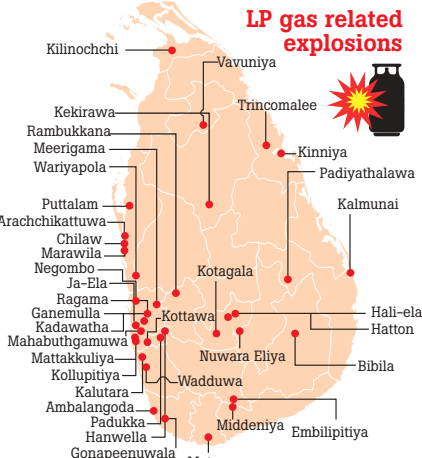 LP gas related
explosions
Kilinochchi
Vavuniya
Trincomalee
Kekirawa
Rambukkana
Meerigama
Kinniya
Wariyapola
Padiyathalawa
Puttalam
Kalmunai
Arachchikattuwa
Chilaw
Marawila
Negombo
Kotagala
Ja-Ela
Ragama
Ganemulla
Kottawa
Hali-ela
Kadawatha
Hatton
Mahabuthgamuwa
Mattakkuliya
Nuwara Eliya
Bibila
Kollupitiya
Wadduwa
Kalutara
Ambalangoda
Padukka
Middeniya
Embilipitiya
Hanwella
Gonapeenuwala